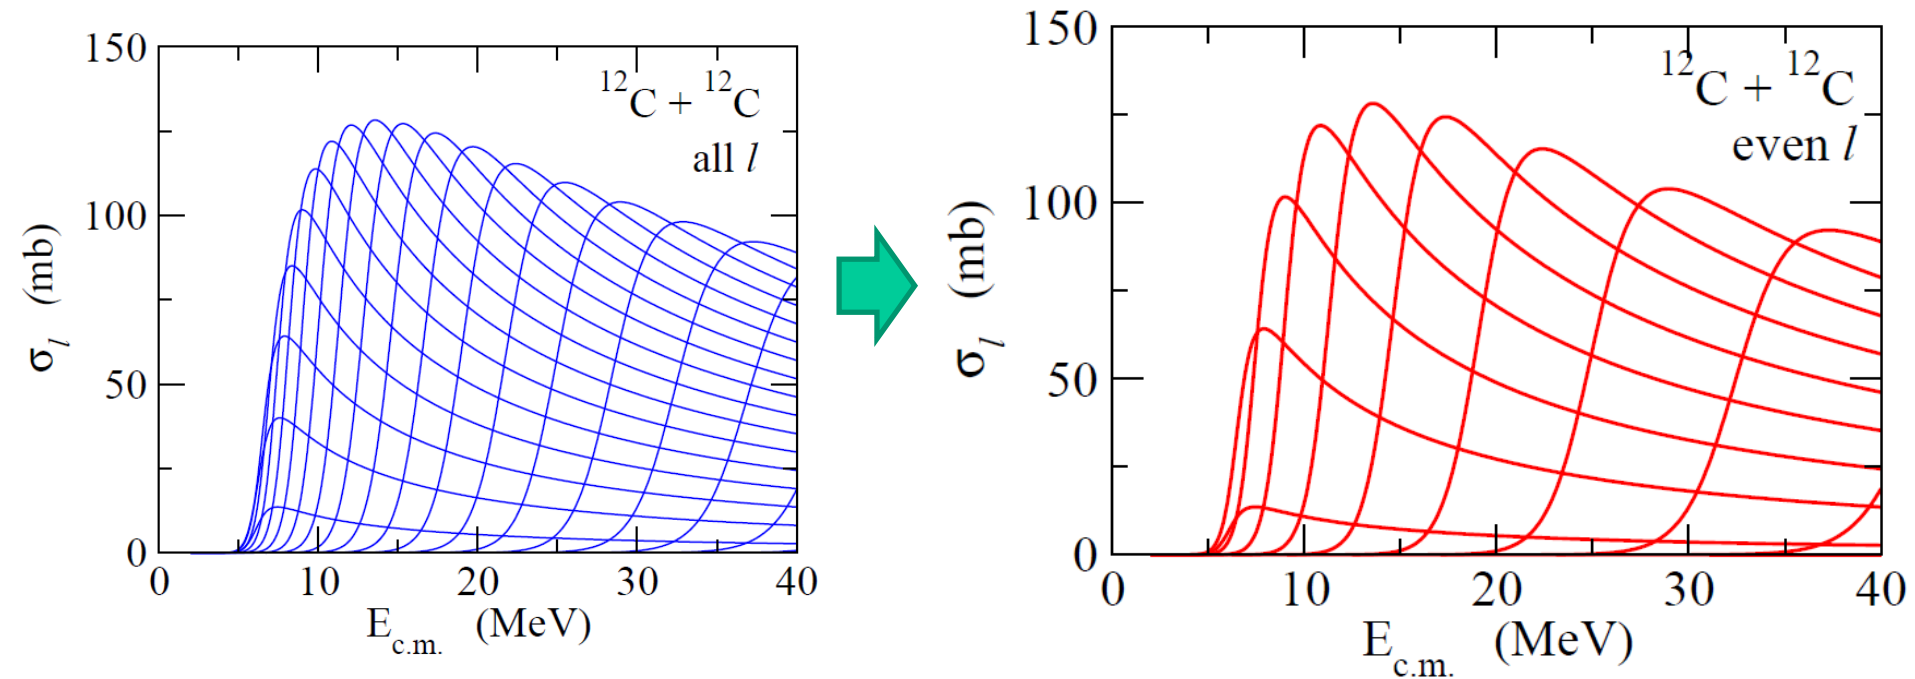 150
100
50
0
σl (mb)
¹²C + ¹²C
all l
0 10 20 30 40
Ec.m. (MeV)
150
100
50
0
σl (mb)
¹²C + ¹²C
even l
0 10 20 30 40
Ec.m. (MeV)